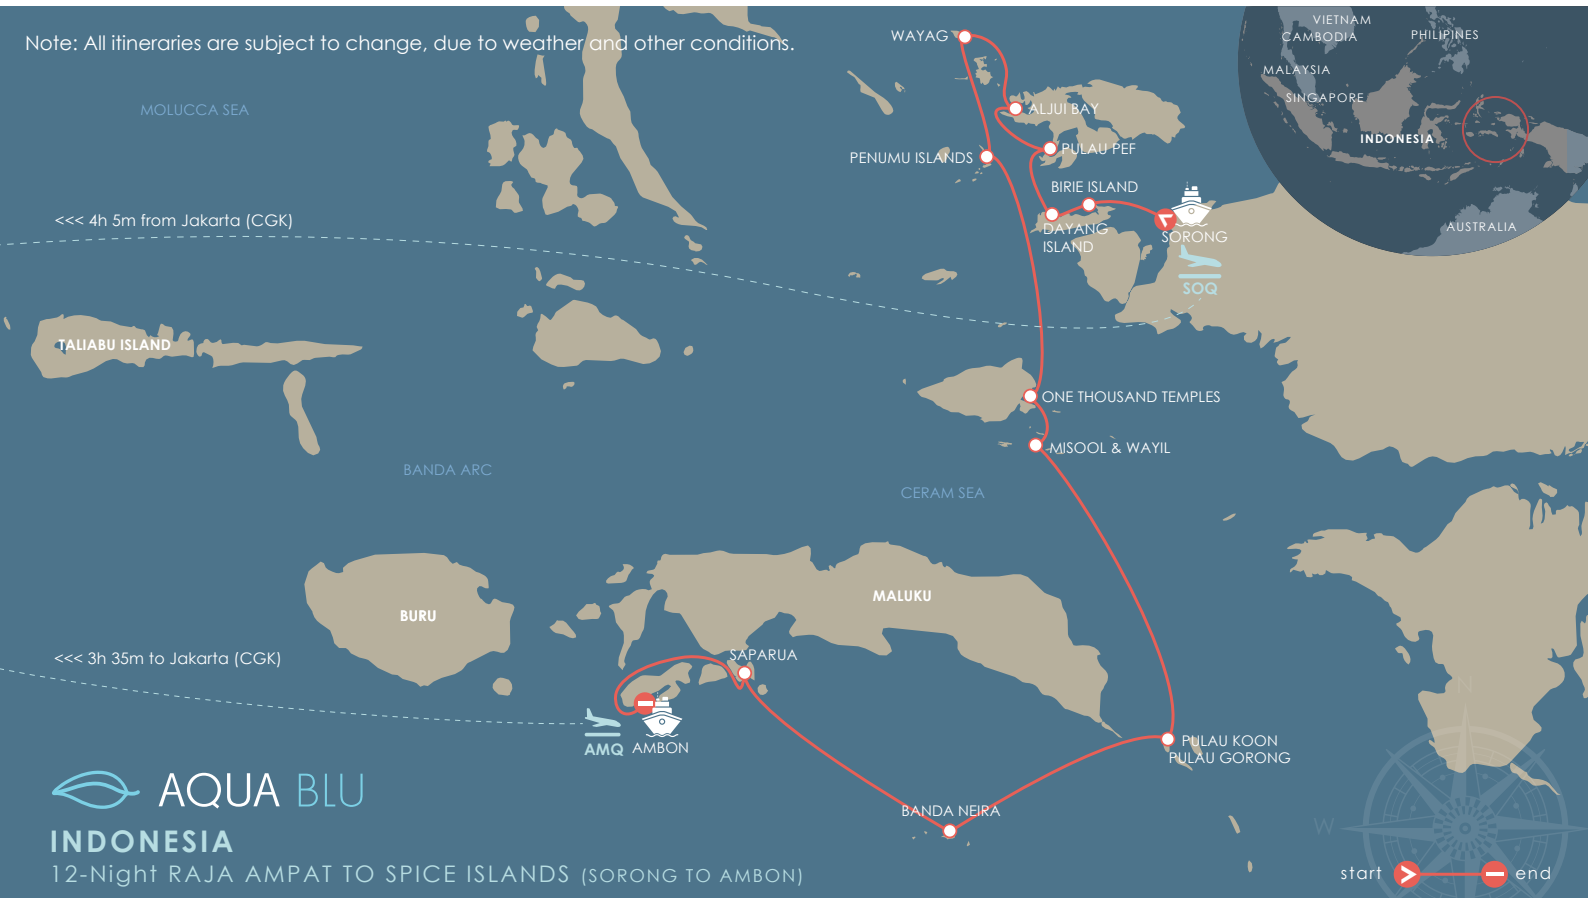 Note: All itineraries are subject to change, due to weather and other conditions.
WAYAG
VIETNAM
CAMBODIA
PHILIPINES
MALAYSIA
SINGAPORE
INDONESIA
AUSTRALIA
MOLUCCA SEA
ALJUI BAY
PULAU PEF
PENUMU ISLANDS
BIRIE ISLAND
<<< 4h 5m from Jakarta (CGK)
DAYANG
ISLAND
SORONG
SOQ
TALIABU ISLAND
ONE THOUSAND TEMPLES
MISOOL & WAYIL
BANDA ARC
CERAM SEA
MALUKU
BURU
SAPARUA
<<< 3h 35m to Jakarta (CGK)
N
AMQ
AMBON
PULAU KOON
PULAU GORONG
BANDA NEIRA
W
AQUA BLU
INDONESIA
12-Night RAJA AMPAT TO SPICE ISLANDS (SORONG TO AMBON)
start
end